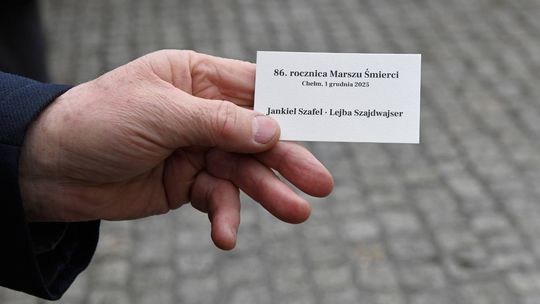 86. rocznica Marszu Śmierci
Chełm, 1 grudnia 2025
Jankiel Szafel · Lejba Szajdwajser